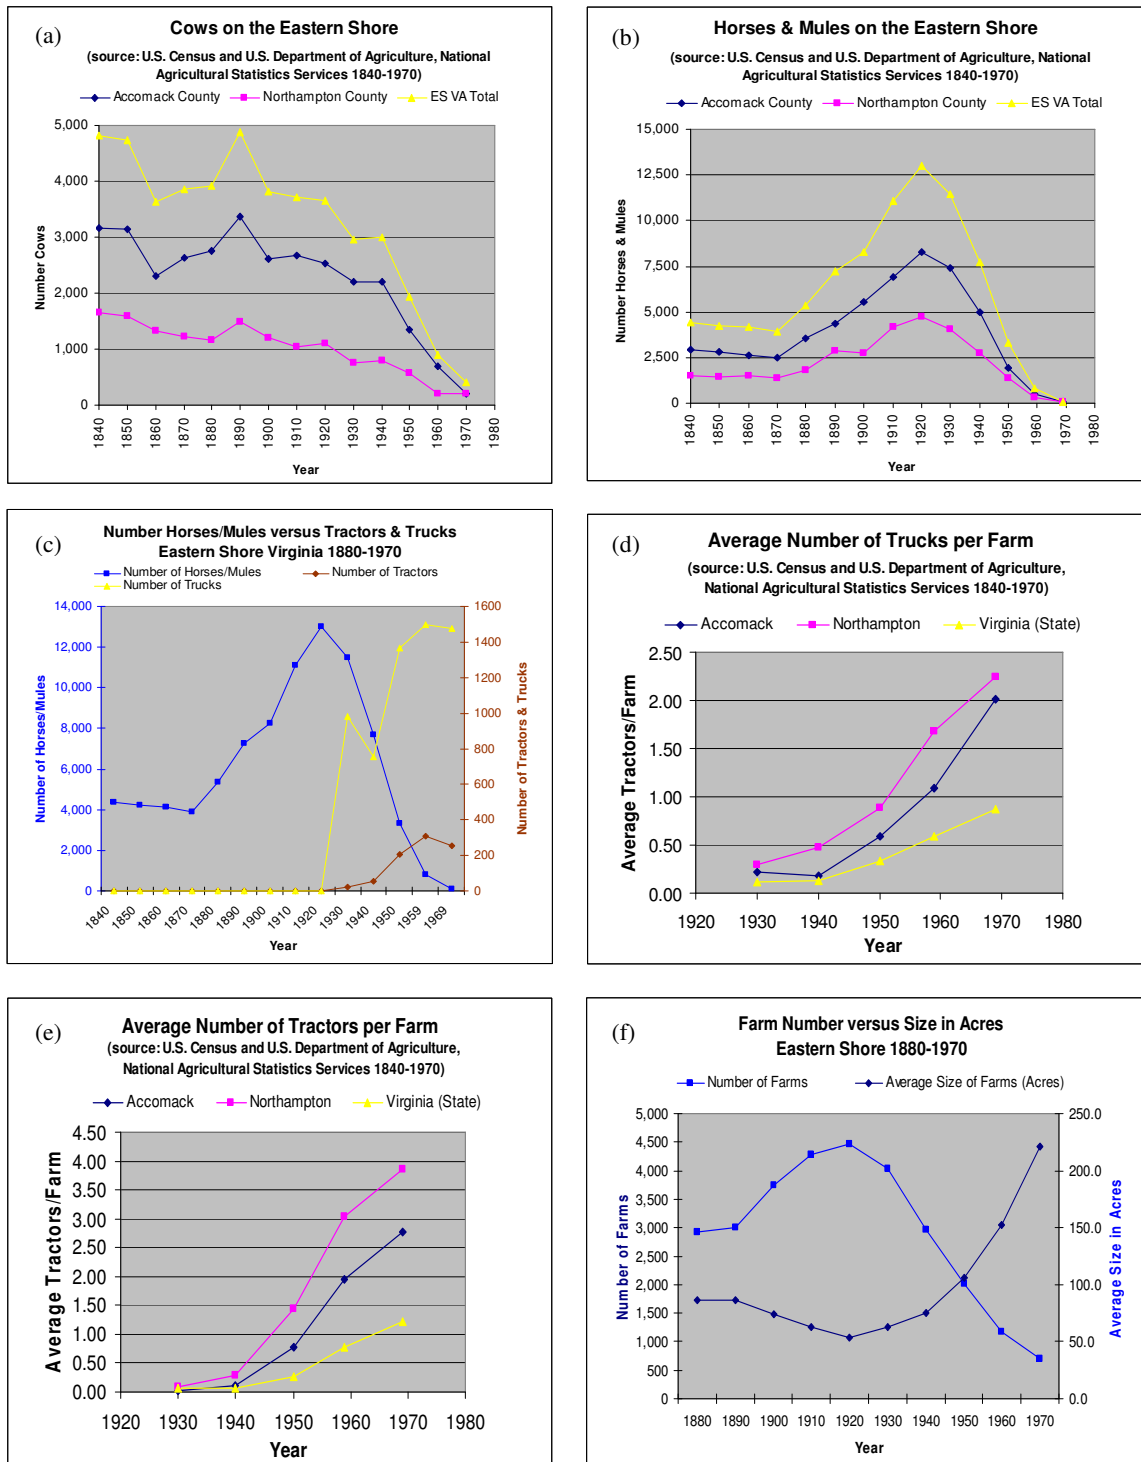 (a)
Cows on the Eastern Shore
(source: U.S. Census and U.S. Department of Agriculture, National
Agricultural Statistics Services 1840-1970)
Accomack County Northampton County ES VA Total
5,000
4,000
3,000
2,000
1,000
0
Number Cows
1840 1850 1860 1870 1880 1890 1900 1910 1920 1930 1940 1950 1960 1970 1980
Year
(b)
Horses & Mules on the Eastern Shore
(source: U.S. Census and U.S. Department of Agriculture, National
Agricultural Statistics Services 1840-1970)
Accomack County Northampton County ES VA Total
15,000
12,500
10,000
7,500
5,000
2,500
0
Number Horses & Mules
1840 1850 1860 1870 1880 1890 1900 1910 1920 1930 1940 1950 1960 1970 1980
Year
(c)
Number Horses/Mules versus Tractors & Trucks
Eastern Shore Virginia 1880-1970
Number of Horses/Mules Number of Tractors
Number of Trucks
14,000
12,000
10,000
8,000
6,000
4,000
2,000
0
Number of Horses/Mules
1600
1400
1200
1000
800
600
400
200
0
Number of Tractors & Trucks
1840 1850 1860 1870 1880 1890 1900 1910 1920 1930 1940 1950 1959 1969
Year
(d)
Average Number of Trucks per Farm
(source: U.S. Census and U.S. Department of Agriculture,
National Agricultural Statistics Services 1840-1970)
Accomack Northampton Virginia (State)
2.50
2.00
1.50
1.00
0.50
0.00
Average Tractors/Farm
1920 1930 1940 1950 1960 1970 1980
Year
(e)
Average Number of Tractors per Farm
(source: U.S. Census and U.S. Department of Agriculture,
National Agricultural Statistics Services 1840-1970)
Accomack Northampton Virginia (State)
4.50
4.00
3.50
3.00
2.50
2.00
1.50
1.00
0.50
0.00
Average Tractors/Farm
1920 1930 1940 1950 1960 1970 1980
Year
(f)
Farm Number versus Size in Acres
Eastern Shore 1880-1970
Number of Farms Average Size of Farms (Acres)
5,000
4,500
4,000
3,500
3,000
2,500
2,000
1,500
1,000
500
0
Number of Farms
250.0
200.0
150.0
100.0
50.0
0.0
Average Size in Acres
1880 1890 1900 1910 1920 1930 1940 1950 1960 1970
Year